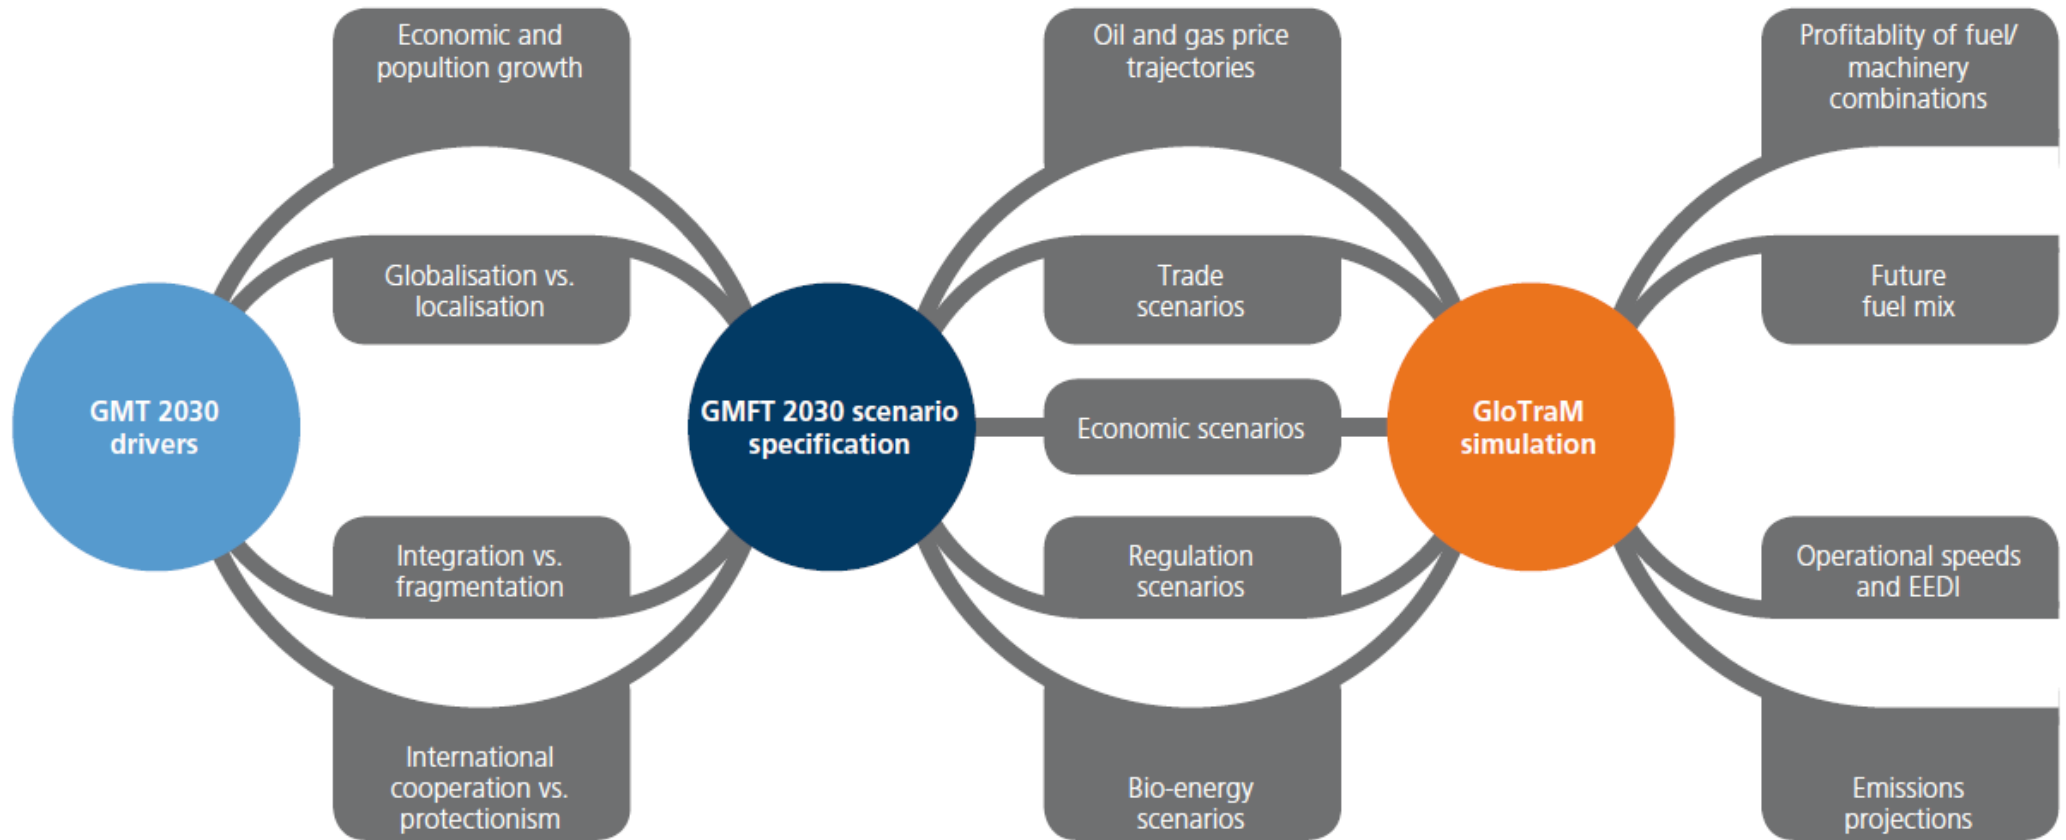 Economic and
popultion growth
Globalisation vs.
localisation
GMT 2030
drivers
Integration vs.
fragmentation
International
cooperation vs.
protectionism
GMFT 2030 scenario
specification
Oil and gas price
trajectories
Trade
scenarios
Economic scenarios
Regulation
scenarios
Bio-energy
scenarios
GloTraM
simulation
Profitablity of fuel/
machinery
combinations
Future
fuel mix
Operational speeds
and EEDI
Emissions
projections